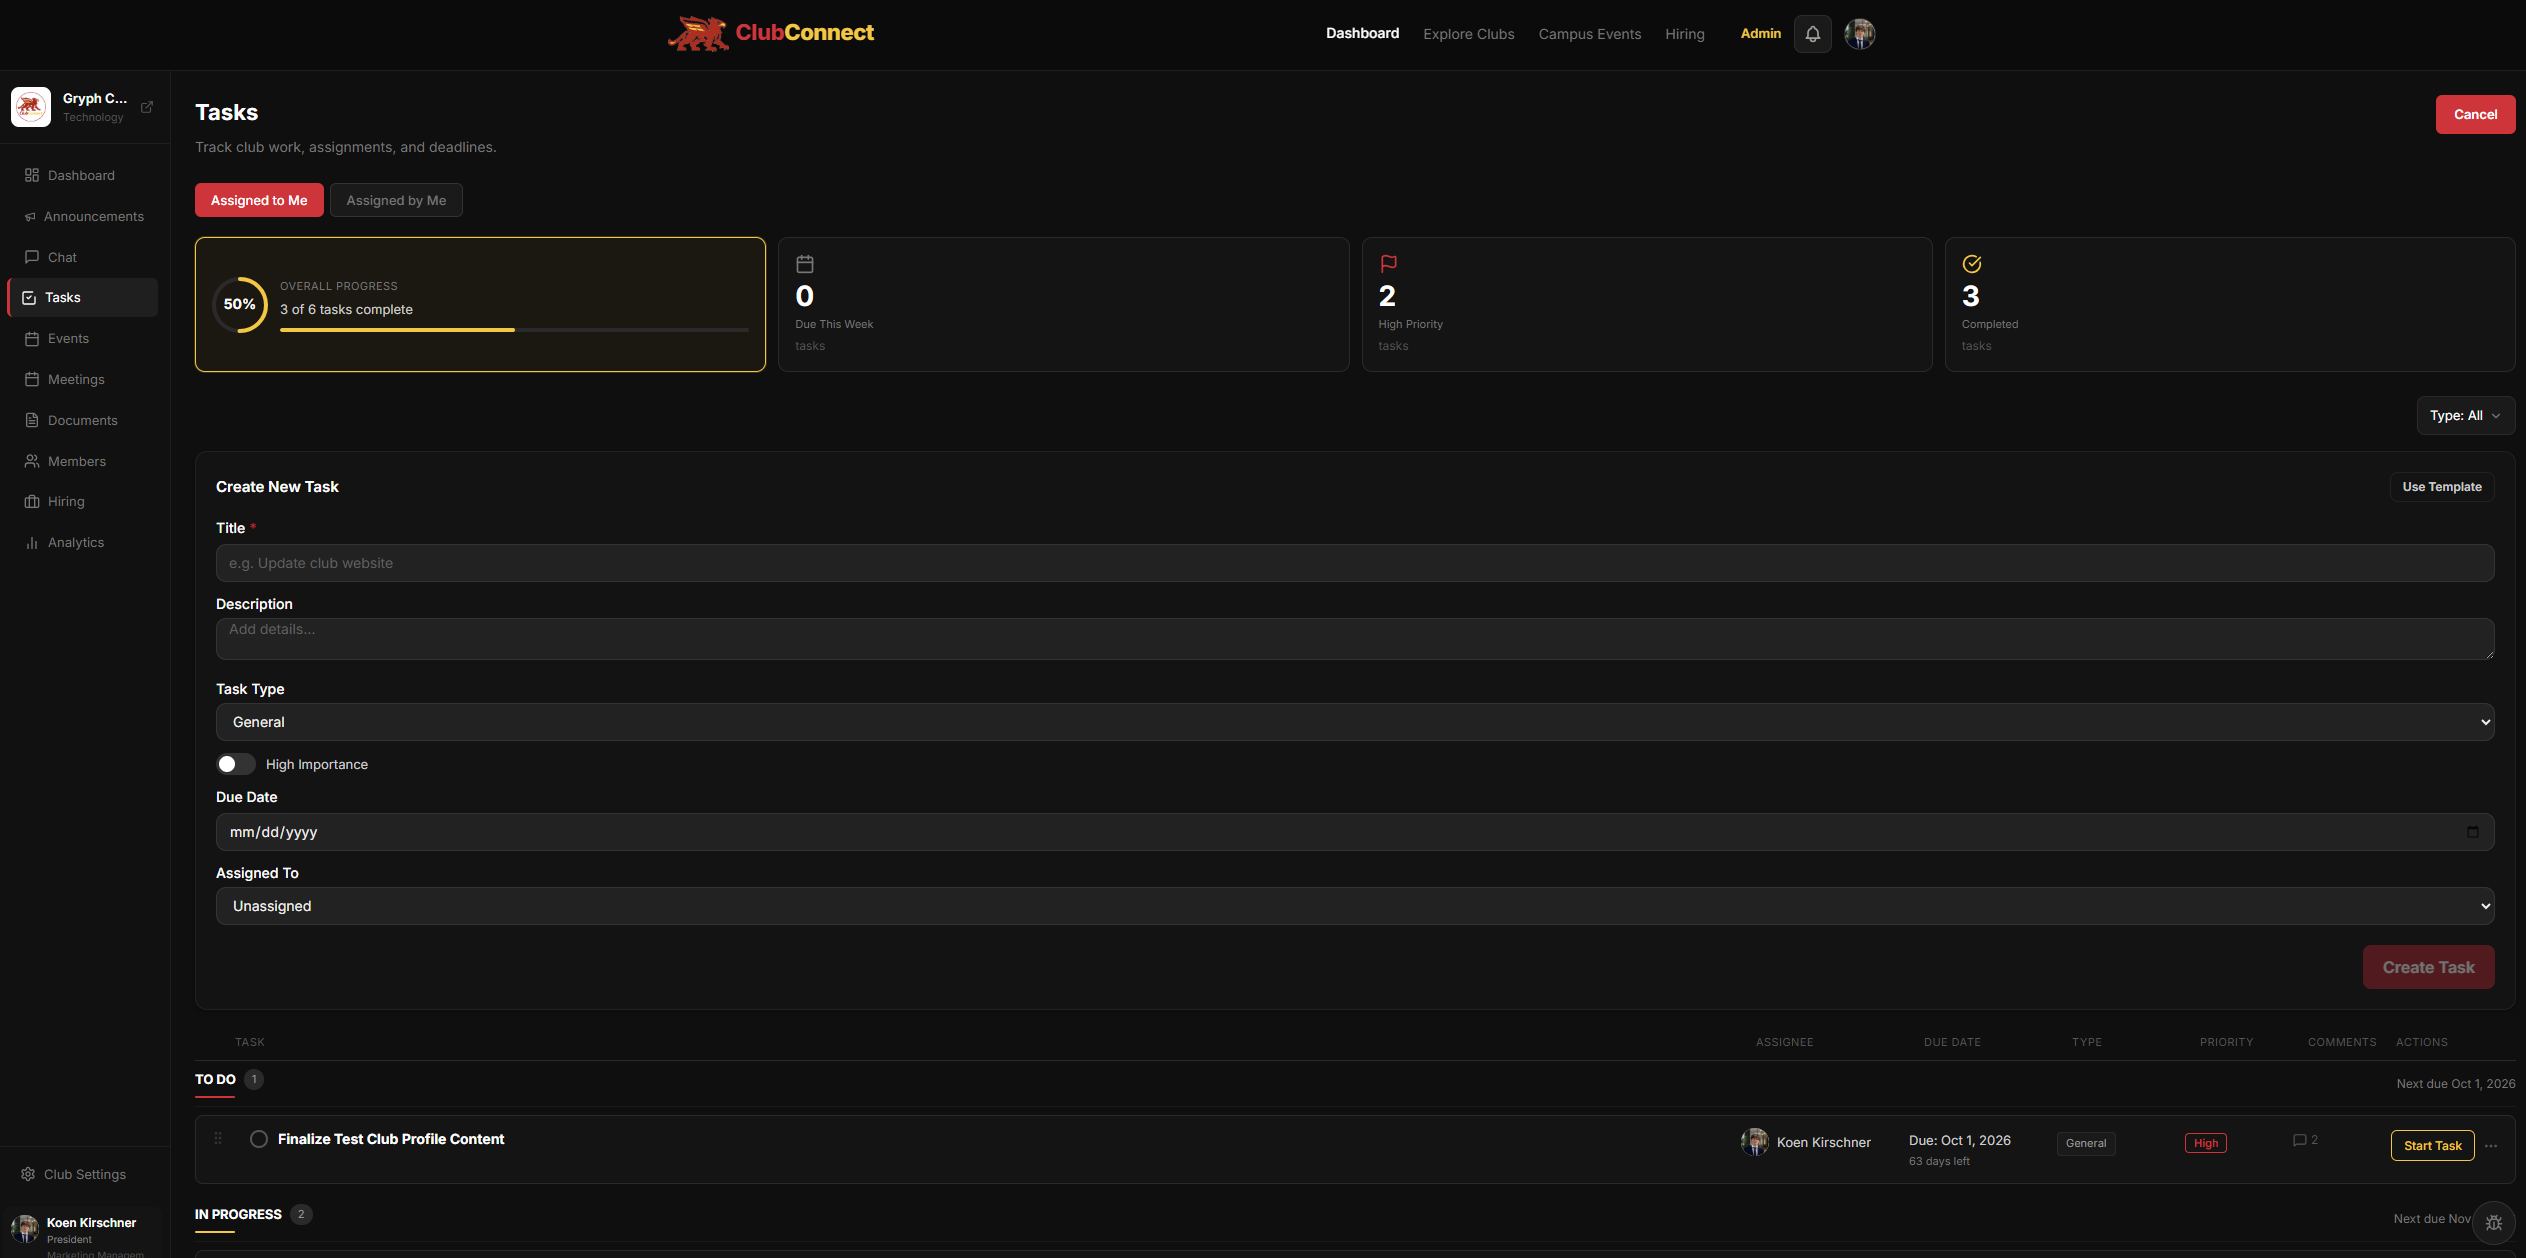 ClubConnect
Dashboard
Explore Clubs
Campus Events
Hiring
Admin
Gryph C...
Technology
Dashboard
Announcements
Chat
Tasks
Events
Meetings
Documents
Members
Hiring
Analytics
Club Settings
Koen Kirschner
President
Marketing Managem
Tasks
Cancel
Track club work, assignments, and deadlines.
Assigned to Me
Assigned by Me
50%
OVERALL PROGRESS
3 of 6 tasks complete
0
Due This Week
tasks
2
High Priority
tasks
3
Completed
tasks
Type: All
Create New Task
Use Template
Title *
e.g. Update club website
Description
Add details...
Task Type
General
High Importance
Due Date
mm/dd/yyyy
Assigned To
Unassigned
Create Task
TASK
ASSIGNEE
DUE DATE
TYPE
PRIORITY
COMMENTS
ACTIONS
TO DO 1
Next due Oct 1, 2026
Finalize Test Club Profile Content
Koen Kirschner
Due: Oct 1, 2026
63 days left
General
High
2
Start Task
IN PROGRESS 2
Next due Nov